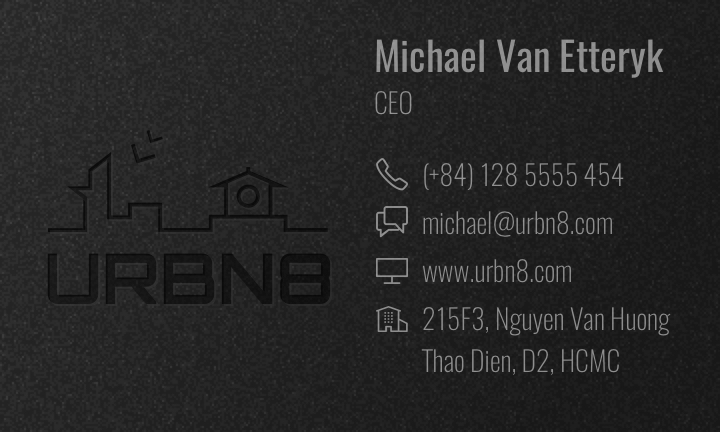 Michael Van Etteryk
CEO
(+84) 128 5555 454
michael@urbn8.com
www.urbn8.com
215F3, Nguyen Van Huong
Thao Dien, D2, HCMC
URBN8